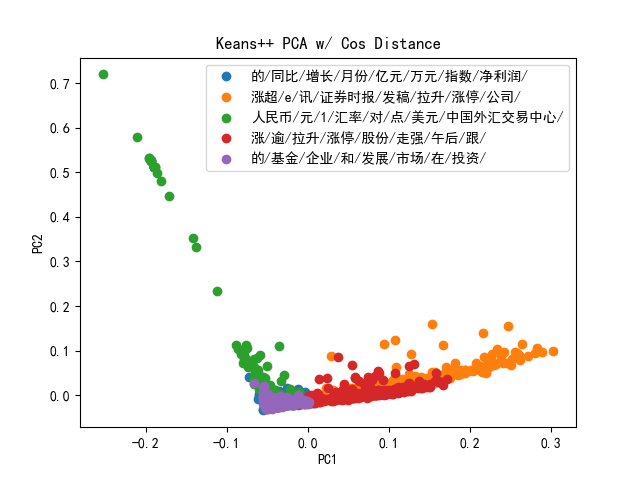 Keans++ PCA w/ Cos Distance
的/同比/增长/月份/亿元/万元/指数/净利润/
涨超/e/讯/证券时报/发稿/拉升/涨停/公司/
人民币/元/1/汇率/对/点/美元/中国外汇交易中心/
涨/逾/拉升/涨停/股份/走强/午后/跟/
的/基金/企业/和/发展/市场/在/投资/
PC2
0.7
0.6
0.5
0.4
0.3
0.2
0.1
0.0
−0.2
−0.1
0.0
0.1
0.2
0.3
PC1